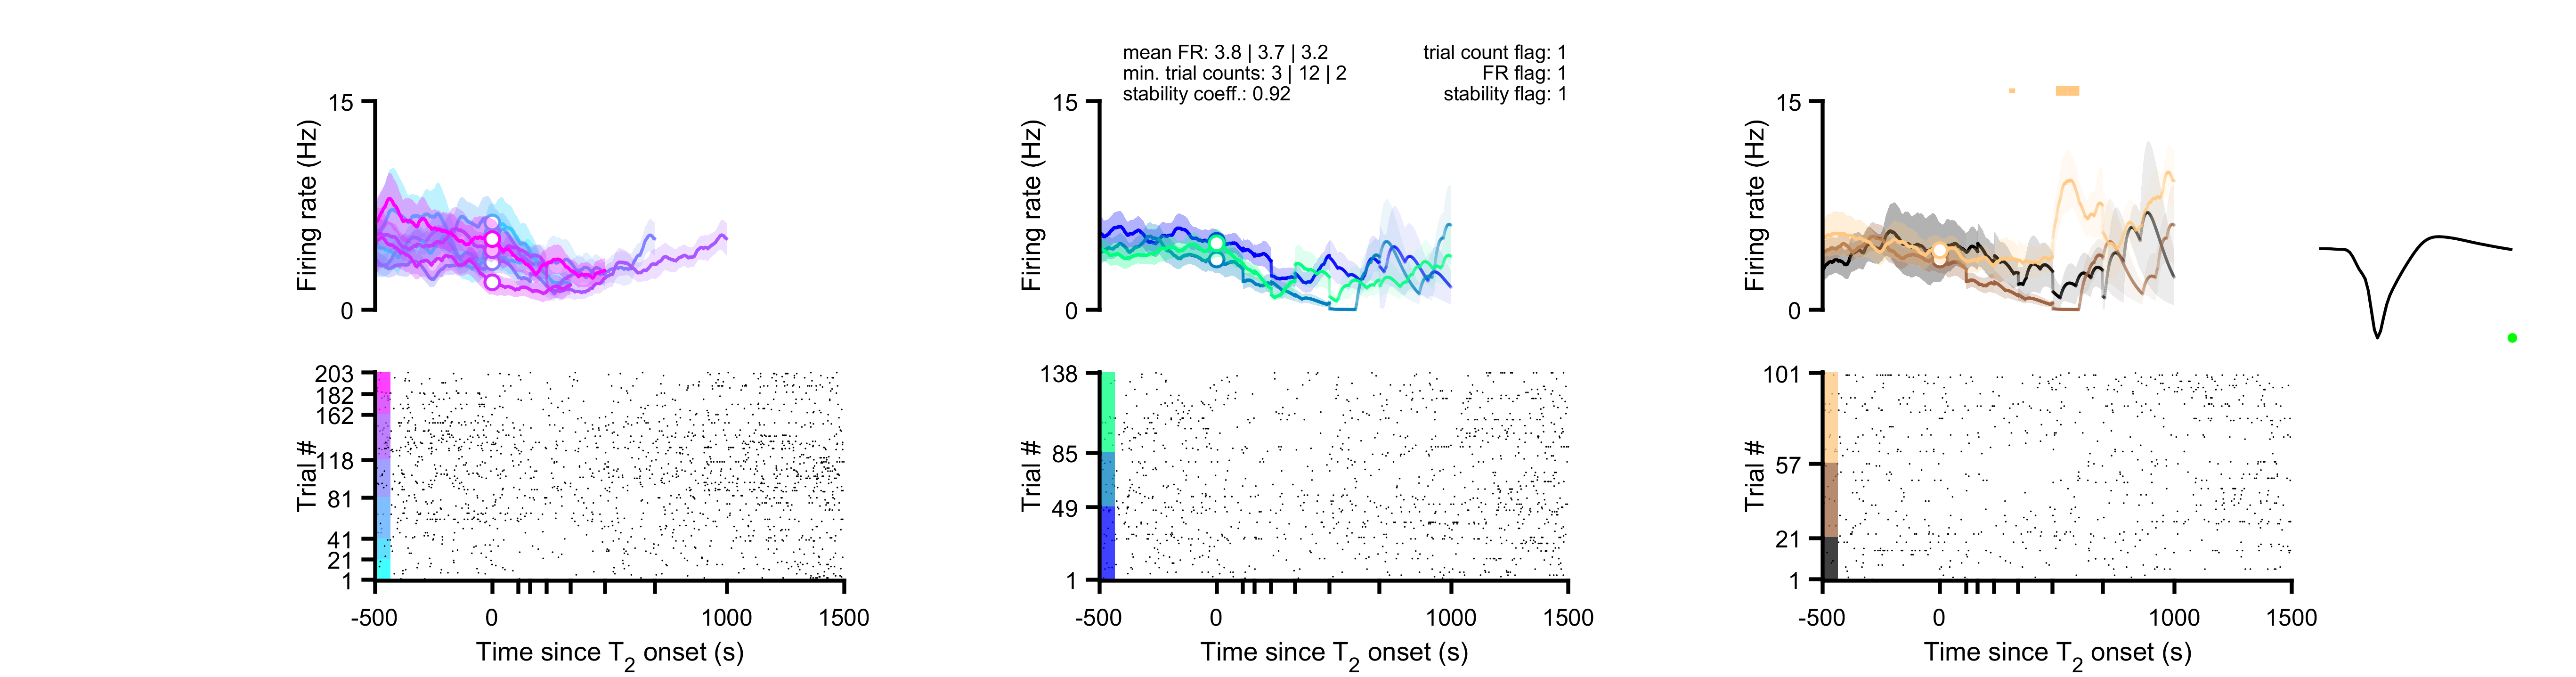 mean FR: 3.8 | 3.7 | 3.2
min. trial counts: 3 | 12 | 2
stability coeff.: 0.92
trial count flag: 1
FR flag: 1
stability flag: 1
15
Firing rate (Hz)
0
15
Firing rate (Hz)
0
15
Firing rate (Hz)
0
203
182
162
118
81
41
21
1
Trial #
-500
0
1000
1500
Time since T2 onset (s)
138
85
49
1
Trial #
-500
0
1000
1500
Time since T2 onset (s)
101
57
21
1
Trial #
-500
0
1000
1500
Time since T2 onset (s)